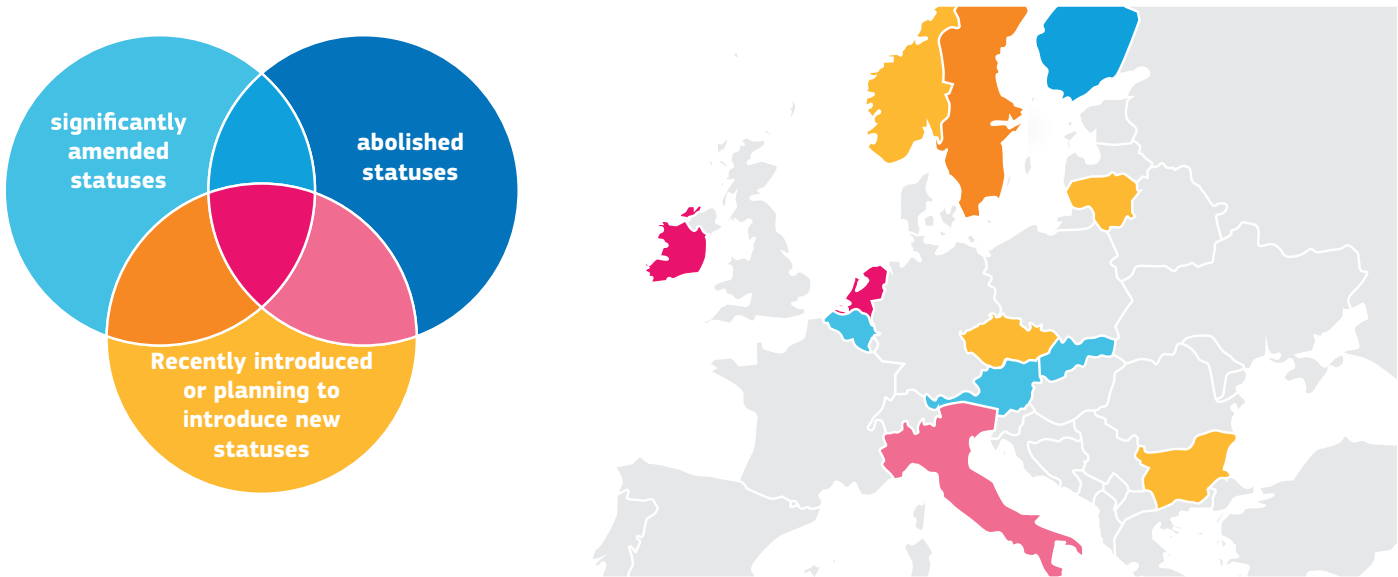 significantly
amended
statuses
abolished
statuses
Recently introduced
or planning to
introduce new
statuses